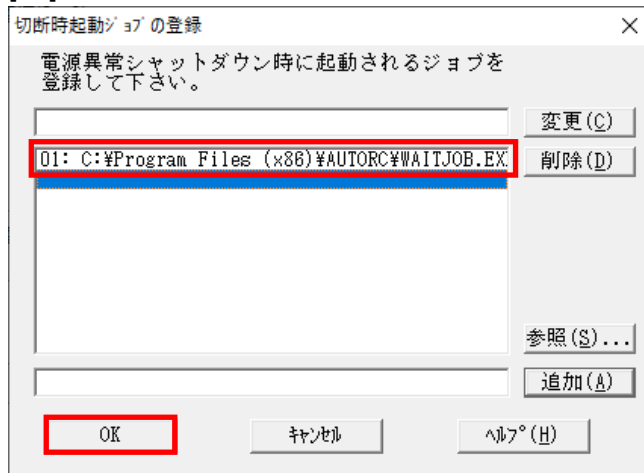 切断時起動ｼﾞｮﾌﾞの登録
電源異常シャットダウン時に起動されるジョブを
登録して下さい。
変更(C)
01: C:¥Program Files (x86)¥AUTORC¥WAITJOB.EX
削除(D)
参照(S)...
追加(A)
OK
ｷｬﾝｾﾙ
ﾍﾙﾌﾟ(H)